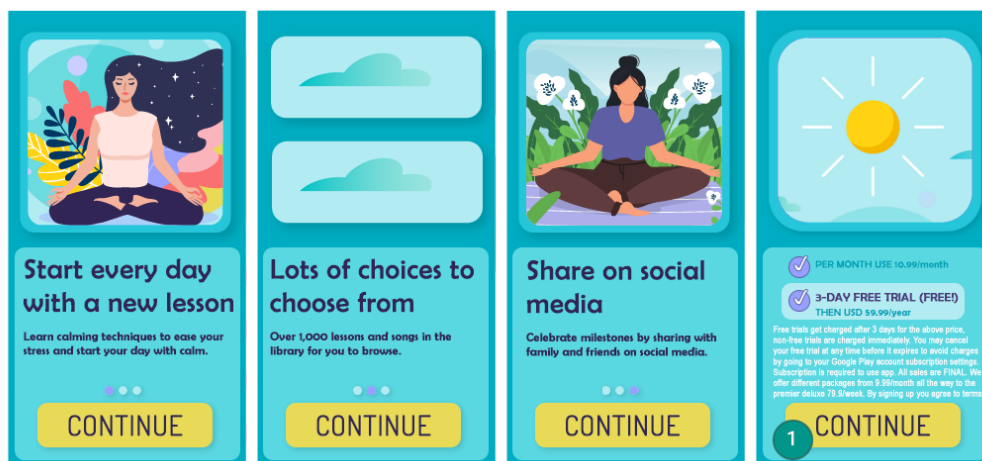 Start every day
with a new lesson
Learn calming techniques to ease your
stress and start your day with calm.
CONTINUE
Lots of choices to
choose from
Over 1,000 lessons and songs in the
library for you to browse.
CONTINUE
Share on social
media
Celebrate milestones by sharing with
family and friends on social media.
CONTINUE
PER MONTH USE 10.99/month
3-DAY FREE TRIAL (FREE!)
THEN USD 59.99/year
Free trials get charged after 3 days for the above price,
non-free trials are charged immediately. You may cancel
your free trial at any time before it expires to avoid charges
by going to your Google Play account subscription settings.
Subscription is required to use app. All sales are FINAL. We
offer different packages from 9.99/month all the way to the
premier deluxe 79.9/week. By signing up you agree to terms
CONTINUE
1